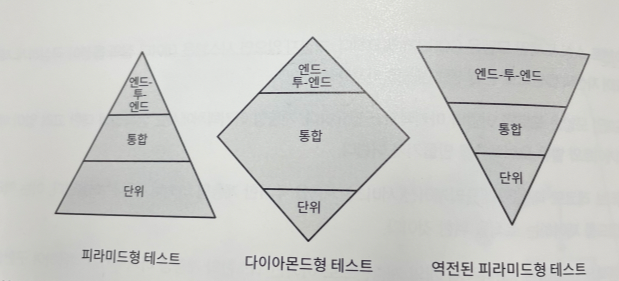 엔드-
투-
엔드
통합
단위
피라미드형 테스트
엔드-
투-엔드
통합
단위
다이아몬드형 테스트
엔드-투-엔드
통합
단위
역전된 피라미드형 테스트